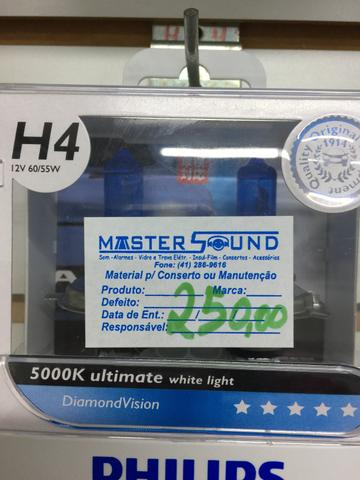 H4
12V 60/55W
Quality Original
1914
MASTER SOUND
Som -Alarmes - Vidro e Trava Elétr. - Insul-Film - Consertos - Acessórios
Fone: (41) 286-9616
Material p/ Conserto ou Manutenção
Produto: Marca:
Defeito:
Data de Ent.: / /
Responsável:
250,00
5000K ultimate white light
DiamondVision
PHILIPS